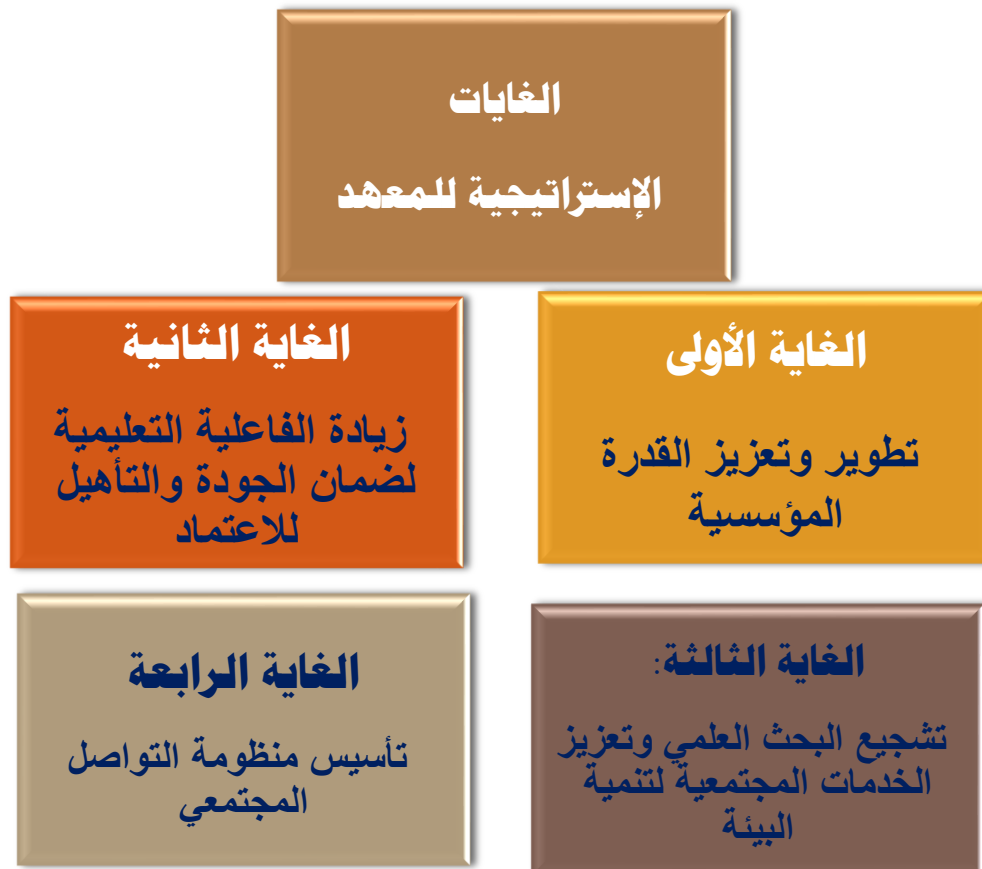 الغايات
الإستراتيجية للمعهد
الغاية الأولى
تطوير وتعزيز القدرة
المؤسسية
الغاية الثانية
زيادة الفاعلية التعليمية
لضمان الجودة والتأهيل
للاعتماد
الغاية الثالثة:
تشجيع البحث العلمي وتعزيز
الخدمات المجتمعية لتنمية
البيئة
الغاية الرابعة
تأسيس منظومة التواصل
المجتمعي